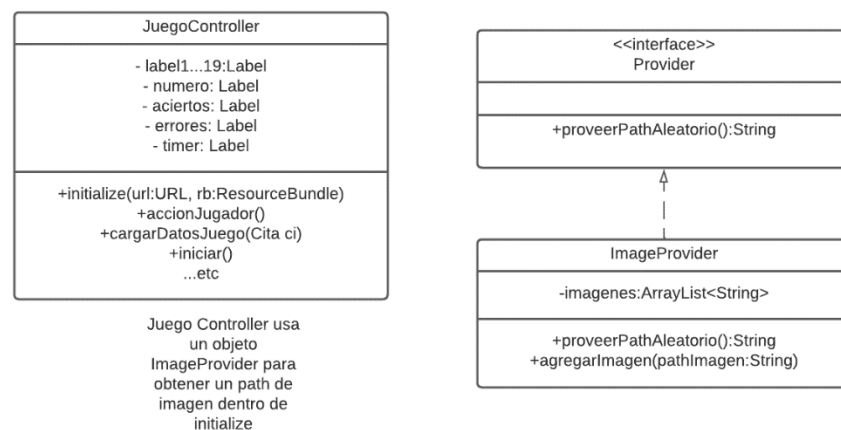 JuegoController
- label1...19:Label
- numero: Label
- aciertos: Label
- errores: Label
- timer: Label
+initialize(url:URL, rb:ResourceBundle)
+accionJugador()
+cargarDatosJuego(Cita ci)
+iniciar()
...etc
Juego Controller usa
un objeto
ImageProvider para
obtener un path de
imagen dentro de
initialize
<<interface>>
Provider
+proveerPathAleatorio():String
ImageProvider
-imagenes:ArrayList<String>
+proveerPathAleatorio():String
+agregarImagen(pathImagen:String)